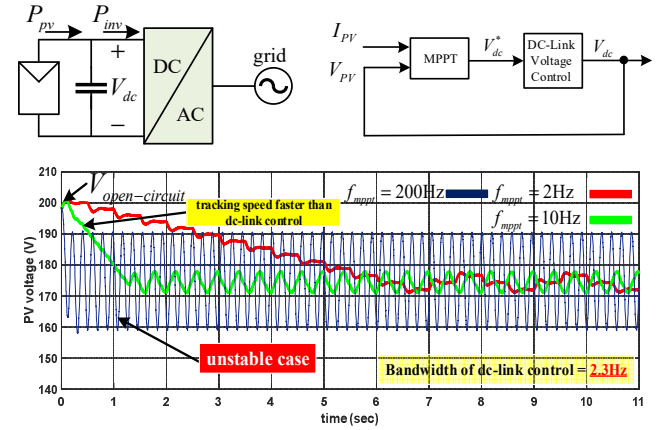 P_pv P_inv
+
V_dc
−
DC
AC
grid
I_PV
V_PV
MPPT
V*_dc
DC-Link
Voltage
Control
V_dc
V_open−circuit
tracking speed faster than
dc-link control
f_mppt = 200Hz
f_mppt = 2Hz
f_mppt = 10Hz
unstable case
Bandwidth of dc-link control = 2.3Hz
PV voltage (V)
210
200
190
180
170
160
150
140
0 1 2 3 4 5 6 7 8 9 10 11
time (sec)